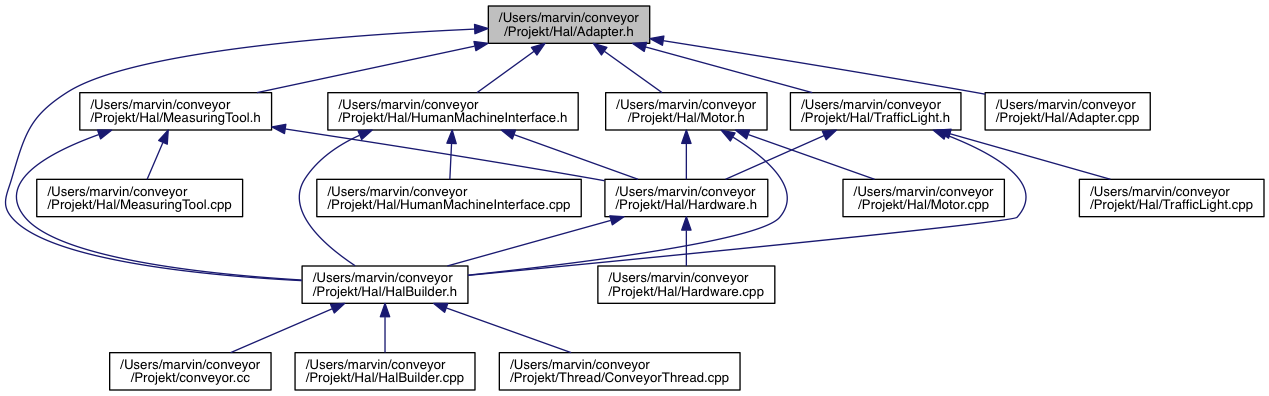 /Users/marvin/conveyor
/Projekt/Hal/Adapter.h
/Users/marvin/conveyor
/Projekt/Hal/MeasuringTool.h
/Users/marvin/conveyor
/Projekt/Hal/HumanMachineInterface.h
/Users/marvin/conveyor
/Projekt/Hal/Motor.h
/Users/marvin/conveyor
/Projekt/Hal/TrafficLight.h
/Users/marvin/conveyor
/Projekt/Hal/Adapter.cpp
/Users/marvin/conveyor
/Projekt/Hal/MeasuringTool.cpp
/Users/marvin/conveyor
/Projekt/Hal/HumanMachineInterface.cpp
/Users/marvin/conveyor
/Projekt/Hal/Hardware.h
/Users/marvin/conveyor
/Projekt/Hal/Motor.cpp
/Users/marvin/conveyor
/Projekt/Hal/TrafficLight.cpp
/Users/marvin/conveyor
/Projekt/Hal/HalBuilder.h
/Users/marvin/conveyor
/Projekt/Hal/Hardware.cpp
/Users/marvin/conveyor
/Projekt/conveyor.cc
/Users/marvin/conveyor
/Projekt/Hal/HalBuilder.cpp
/Users/marvin/conveyor
/Projekt/Thread/ConveyorThread.cpp